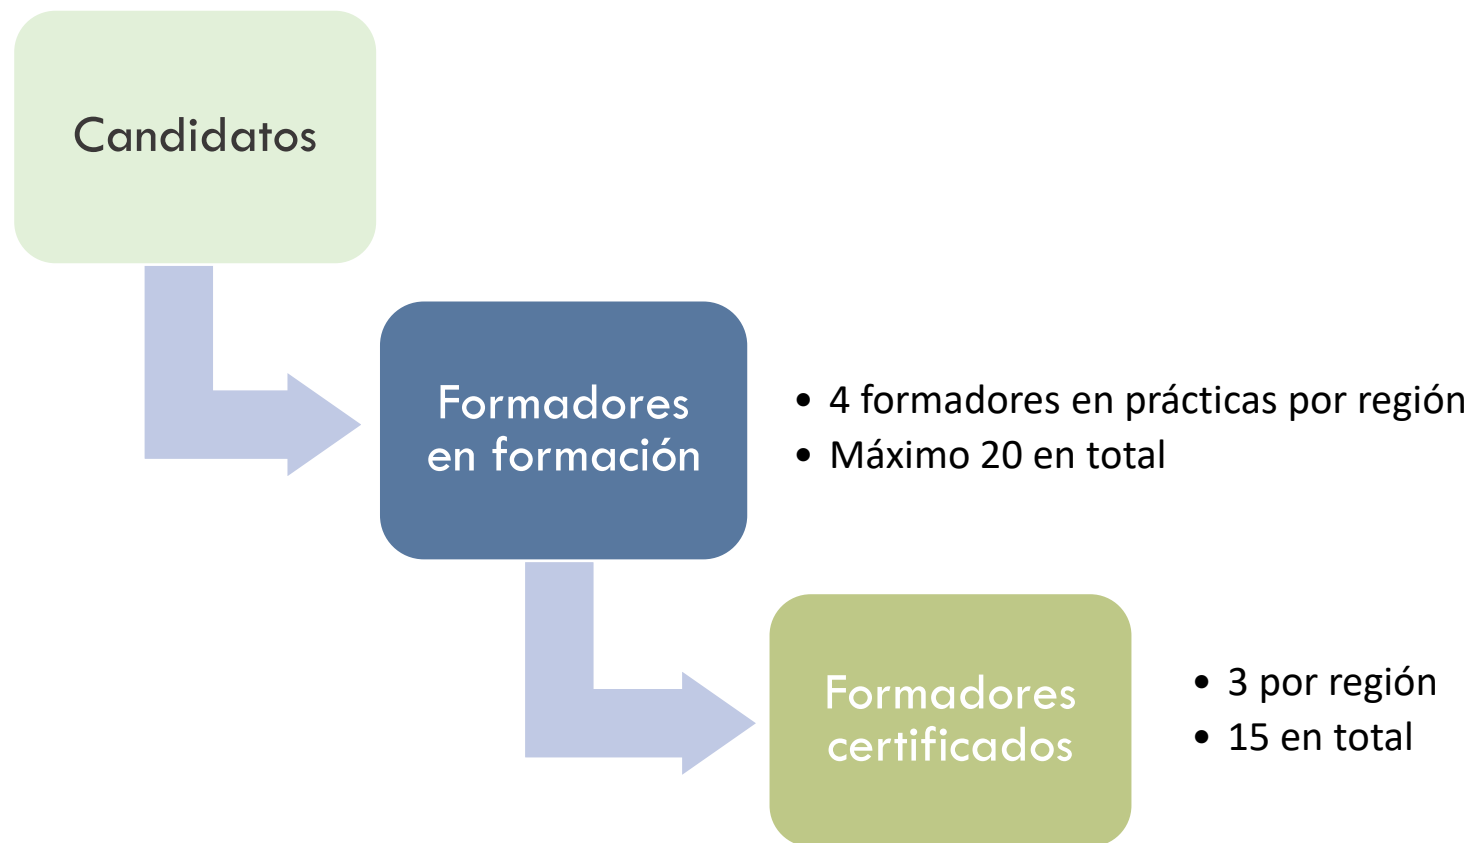 Candidatos
Formadores
en formación
• 4 formadores en prácticas por región
• Máximo 20 en total
Formadores
certificados
• 3 por región
• 15 en total